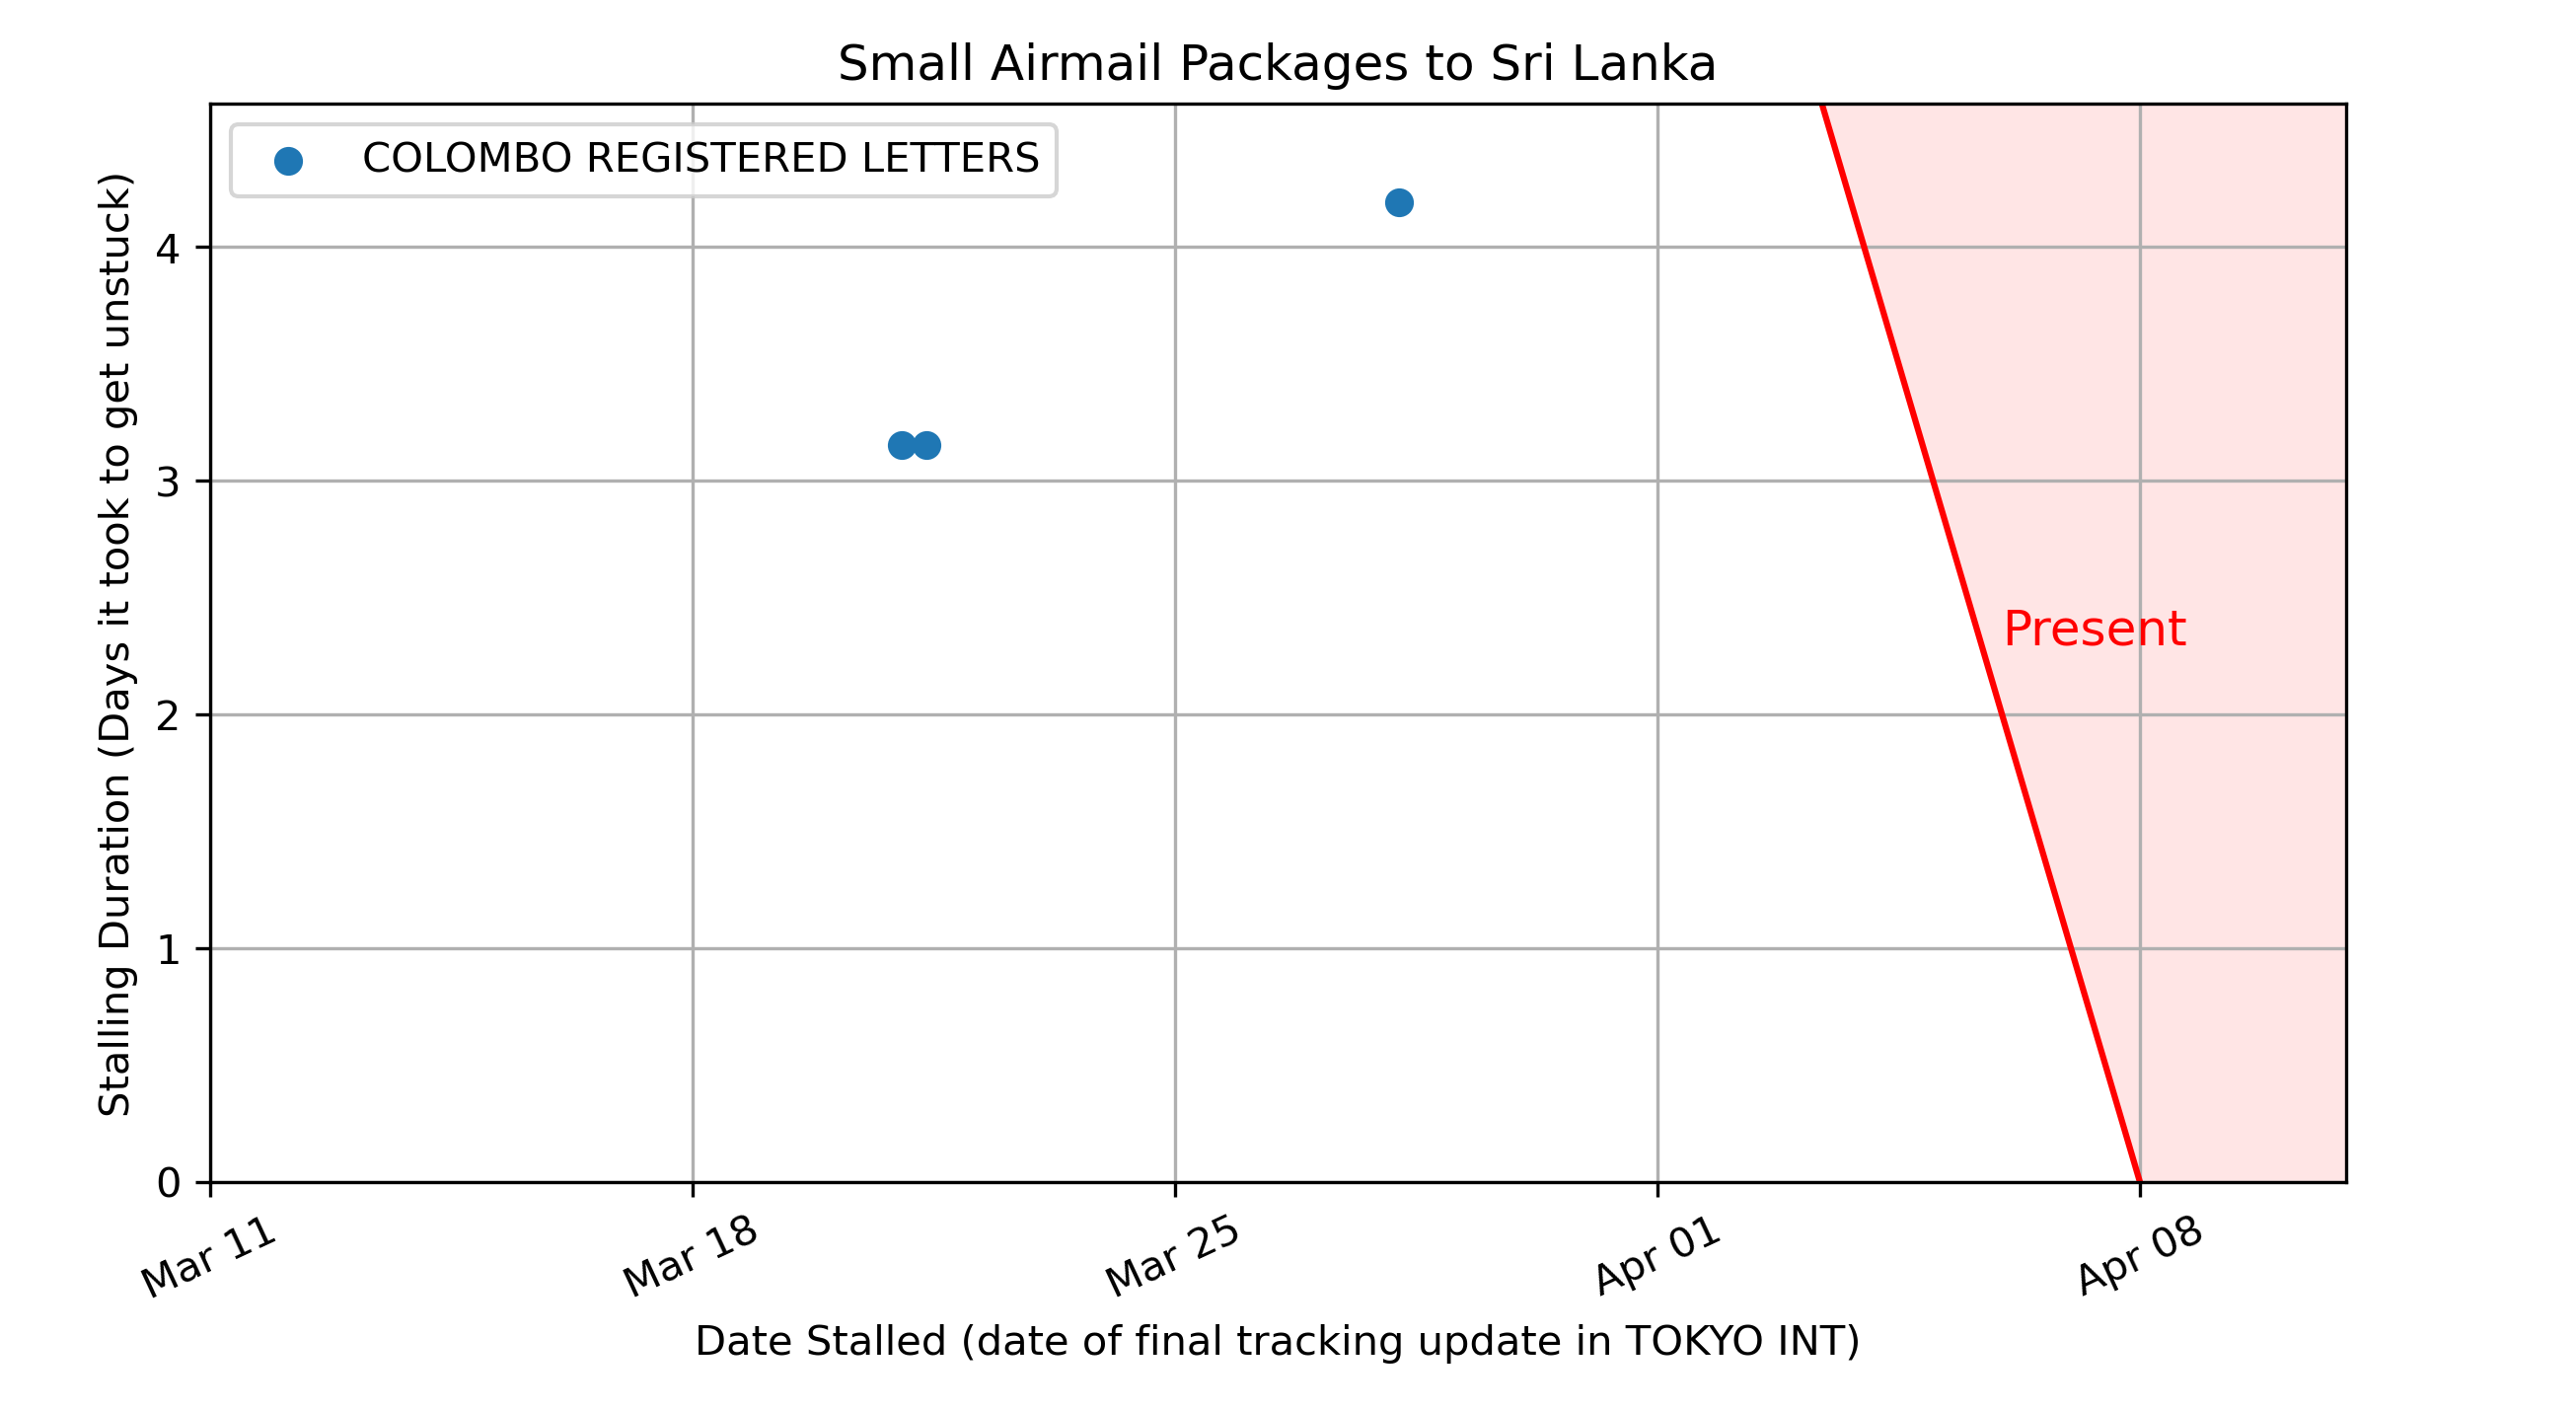 Small Airmail Packages to Sri Lanka
COLOMBO REGISTERED LETTERS
Stalling Duration (Days it took to get unstuck)
4
3
2
1
0
Present
Mar 11
Mar 18
Mar 25
Apr 01
Apr 08
Date Stalled (date of final tracking update in TOKYO INT)